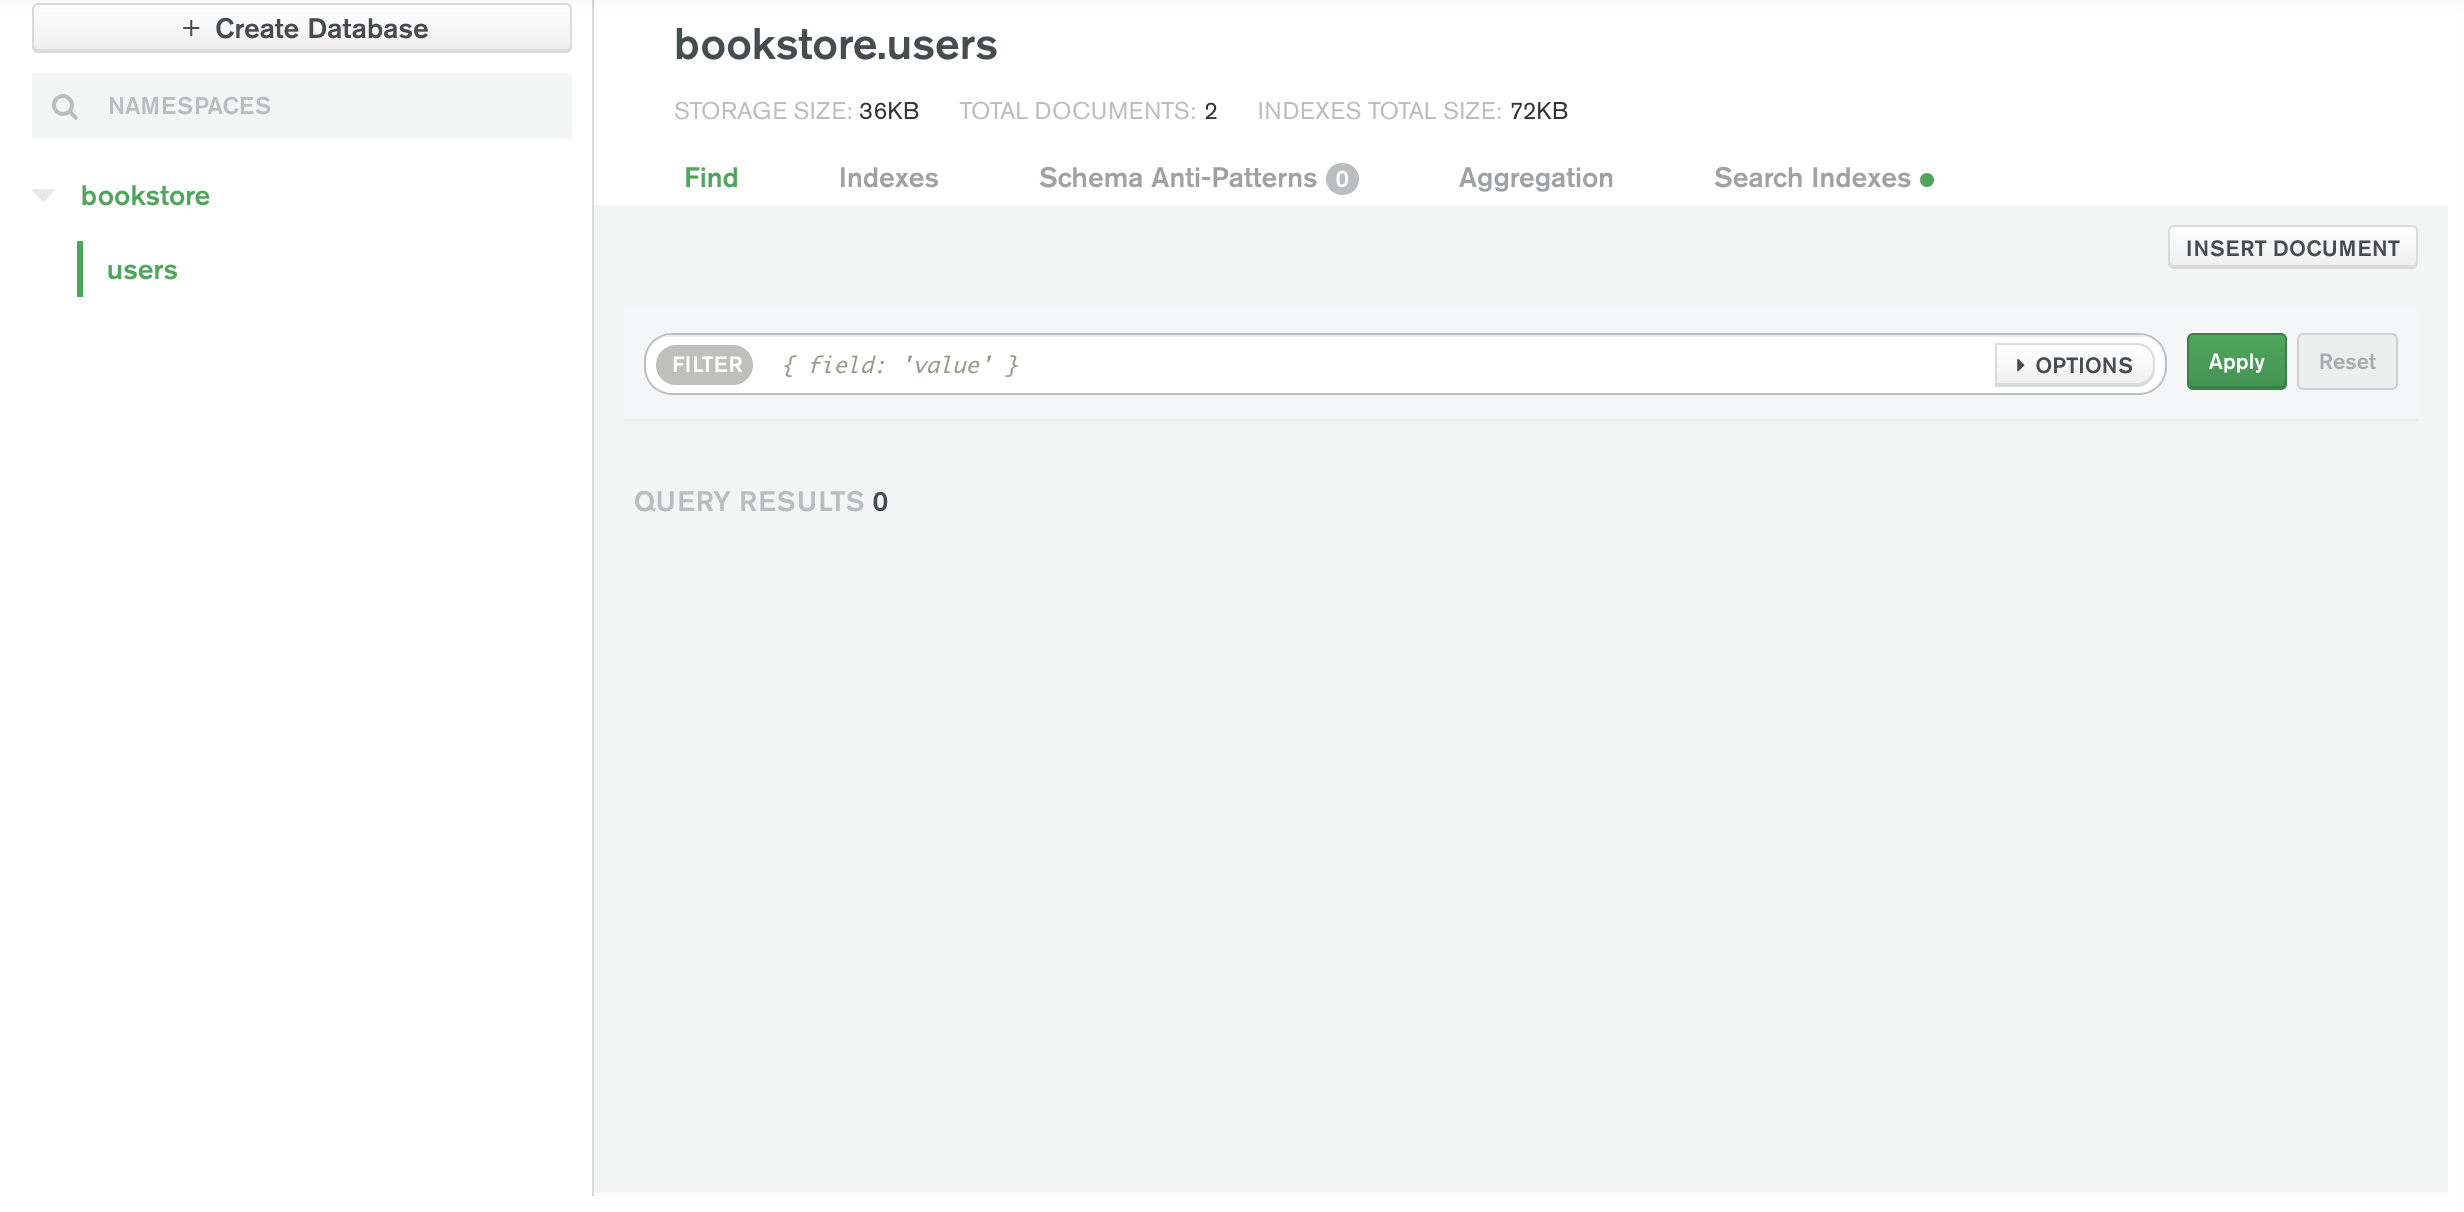 + Create Database
NAMESPACES
bookstore
users
bookstore.users
STORAGE SIZE: 36KB TOTAL DOCUMENTS: 2 INDEXES TOTAL SIZE: 72KB
Find Indexes Schema Anti-Patterns 0 Aggregation Search Indexes
INSERT DOCUMENT
FILTER { field: 'value' } OPTIONS Apply Reset
QUERY RESULTS 0